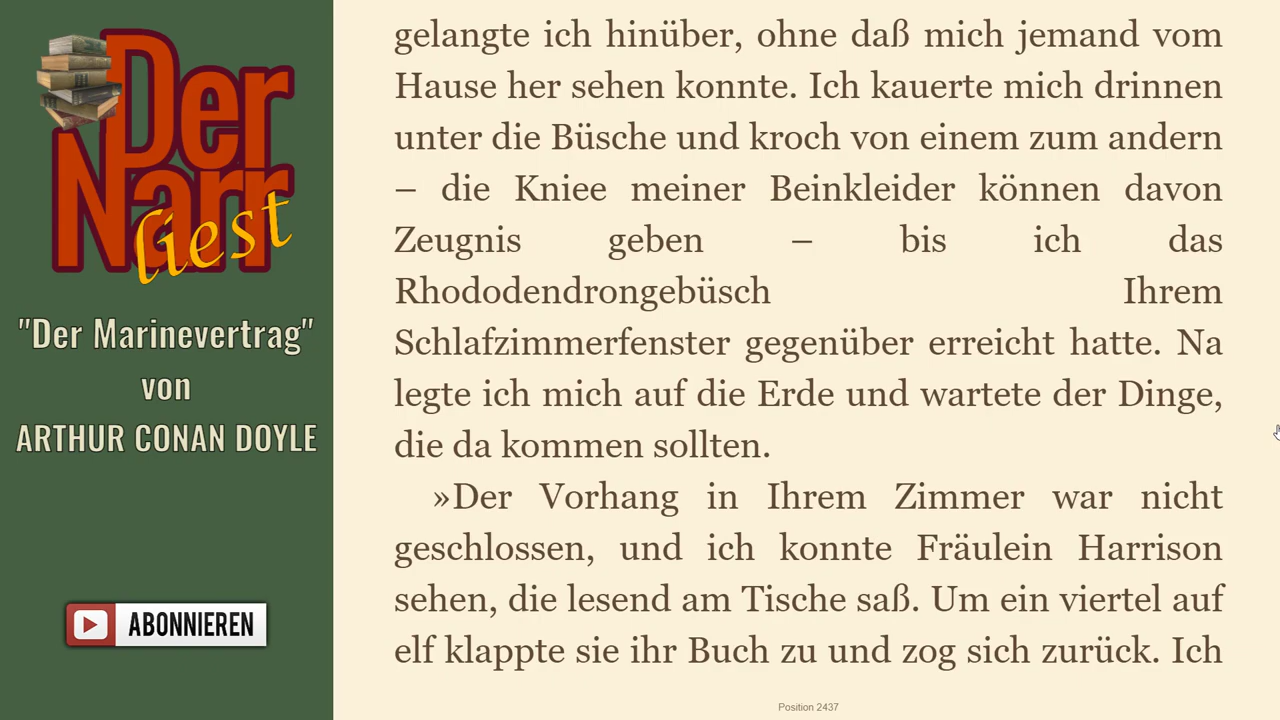 Der
Narr
liest
"Der Marinevertrag"
von
ARTHUR CONAN DOYLE
ABONNIEREN
gelangte ich hinüber, ohne daß mich jemand vom
Hause her sehen konnte. Ich kauerte mich drinnen
unter die Büsche und kroch von einem zum andern
– die Kniee meiner Beinkleider können davon
Zeugnis geben – bis ich das
Rhododendrongebüsch Ihrem
Schlafzimmerfenster gegenüber erreicht hatte. Na
legte ich mich auf die Erde und wartete der Dinge,
die da kommen sollten.
»Der Vorhang in Ihrem Zimmer war nicht
geschlossen, und ich konnte Fräulein Harrison
sehen, die lesend am Tische saß. Um ein viertel auf
elf klappte sie ihr Buch zu und zog sich zurück. Ich
Position 2437